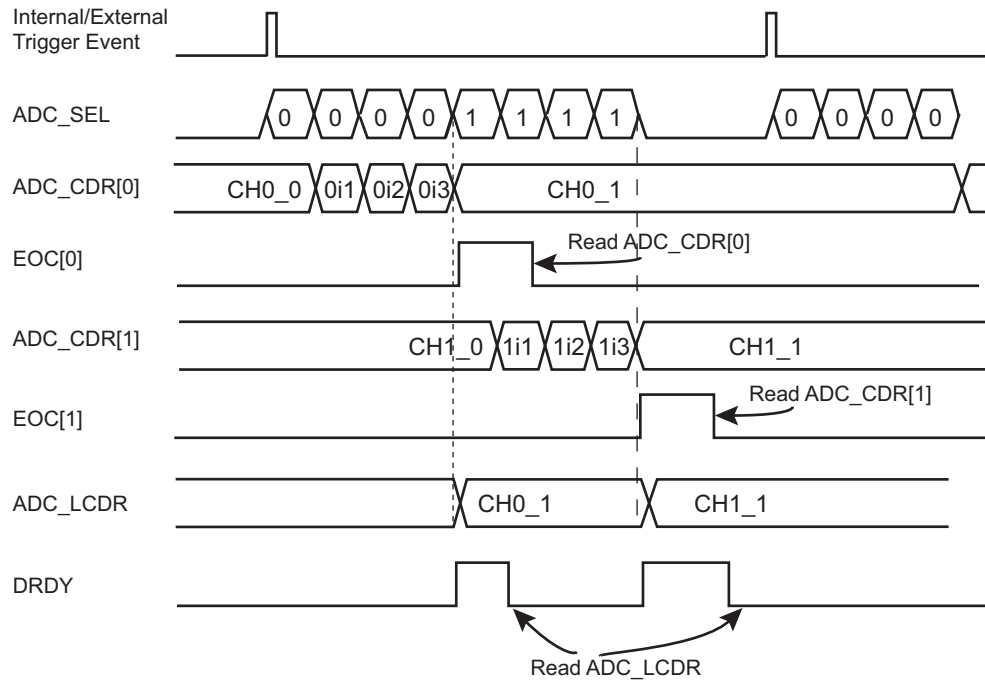 Internal/External
Trigger Event
ADC_SEL 0 0 0 0 1 1 1 1 0 0 0 0
ADC_CDR[0] CH0_0 0i1 0i2 0i3 CH0_1
EOC[0] Read ADC_CDR[0]
ADC_CDR[1] CH1_0 1i1 1i2 1i3 CH1_1
EOC[1] Read ADC_CDR[1]
ADC_LCDR CH0_1 CH1_1
DRDY
Read ADC_LCDR